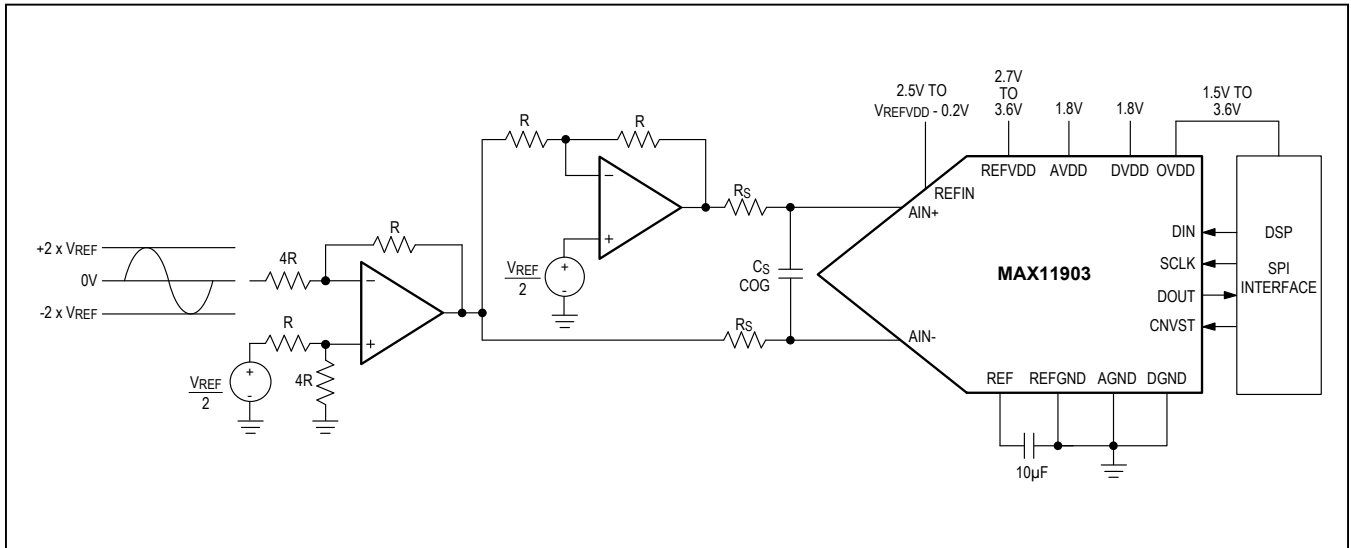 +2 x VREF
0V
-2 x VREF
4R
R
R
4R
VREF
2
+
-
-
+
R
R
-
+
VREF
2
+
-
RS
RS
CS
COG
2.5V TO
VREFVDD - 0.2V
2.7V
TO
3.6V
1.8V
1.8V
1.5V TO
3.6V
REFIN
REFVDD
AVDD
DVDD
OVDD
AIN+
AIN-
MAX11903
DIN
SCLK
DOUT
CNVST
DSP
SPI
INTERFACE
REF
REFGND
AGND
DGND
10µF